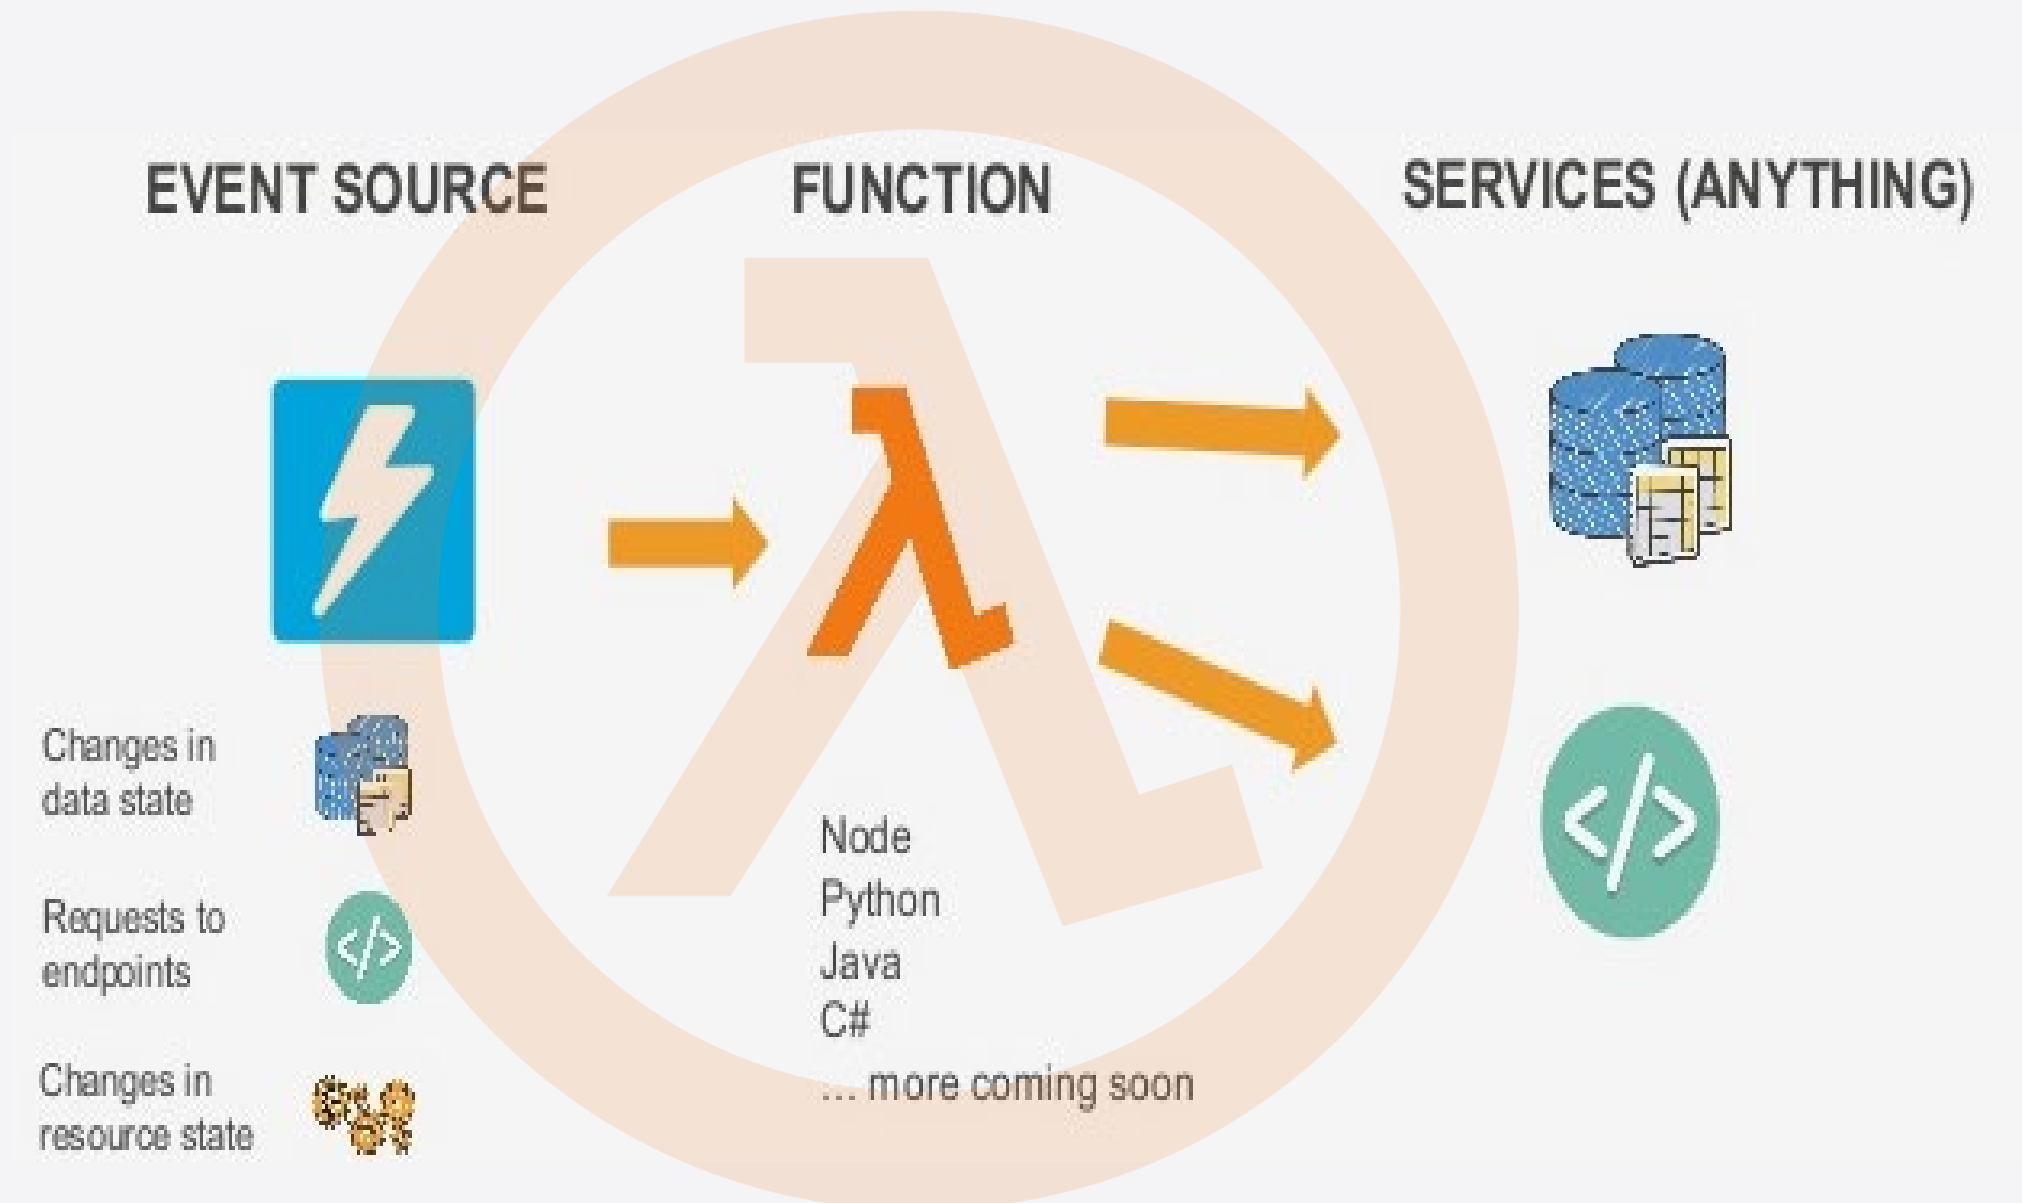 EVENT SOURCE
FUNCTION
SERVICES (ANYTHING)
Changes in
data state
Requests to
endpoints
Changes in
resource state
Node
Python
Java
C#
... more coming soon